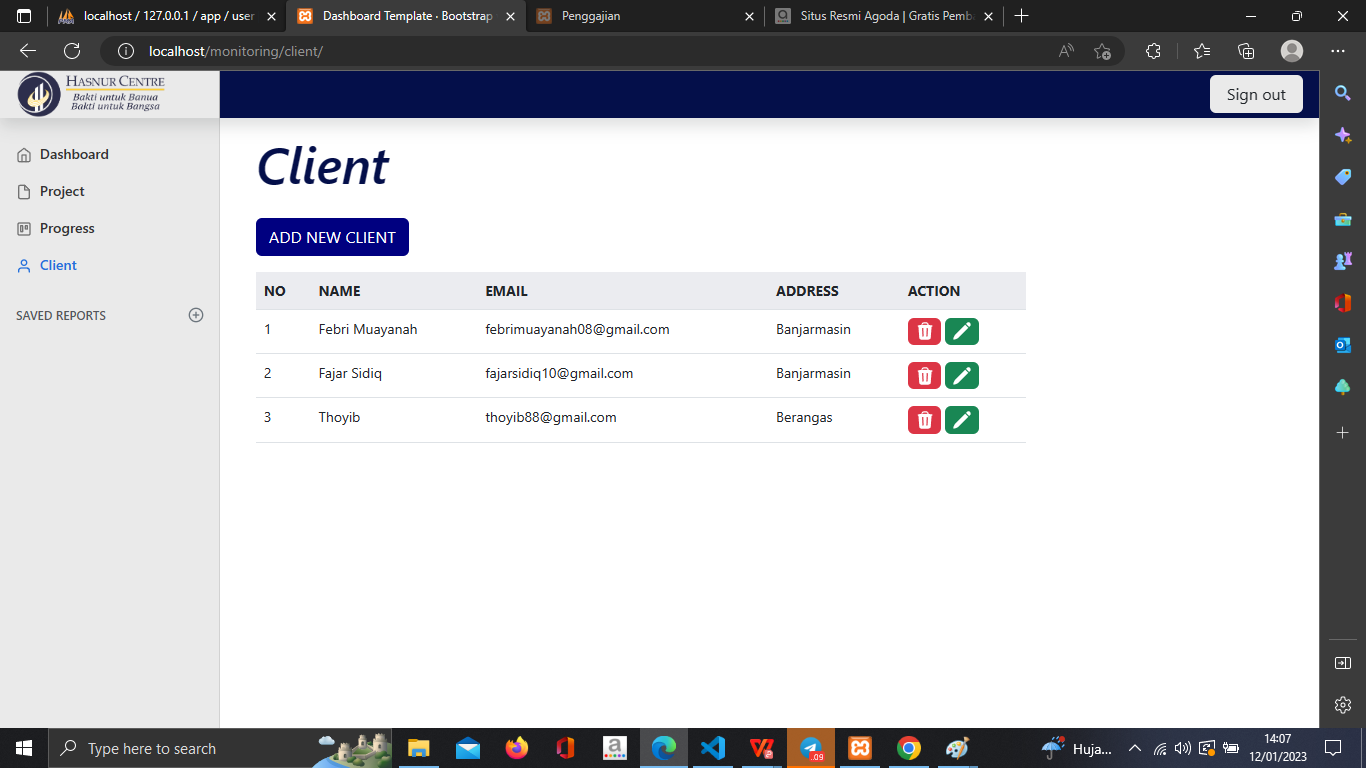 localhost / 127.0.0.1 / app / user
Dashboard Template · Bootstrap
Penggajian
Situs Resmi Agoda | Gratis Pemba
localhost/monitoring/client/
HASNUR CENTRE
Bakti untuk Banua
Bakti untuk Bangsa
Sign out
Dashboard
Project
Progress
Client
SAVED REPORTS
Client
ADD NEW CLIENT
NO NAME EMAIL ADDRESS ACTION
1 Febri Muayanah febrimuayanah08@gmail.com Banjarmasin
2 Fajar Sidiq fajarsidiq10@gmail.com Banjarmasin
3 Thoyib thoyib88@gmail.com Berangas
Type here to search
.09
Huja...
14:07
12/01/2023